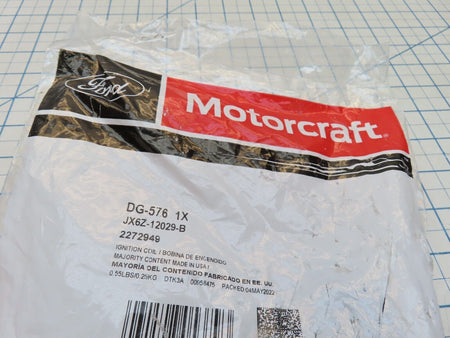 Ford
Motorcraft
DG-576 1X
JX6Z-12029-B
2272949
IGNITION COIL / BOBINA DE ENCENDIDO
MAJORITY CONTENT MADE IN USA /
MAYORÍA DEL CONTENIDO FABRICADO EN EE. UU.
0.55LBS/0.25KG DTK3A PACKED:04MAY2022